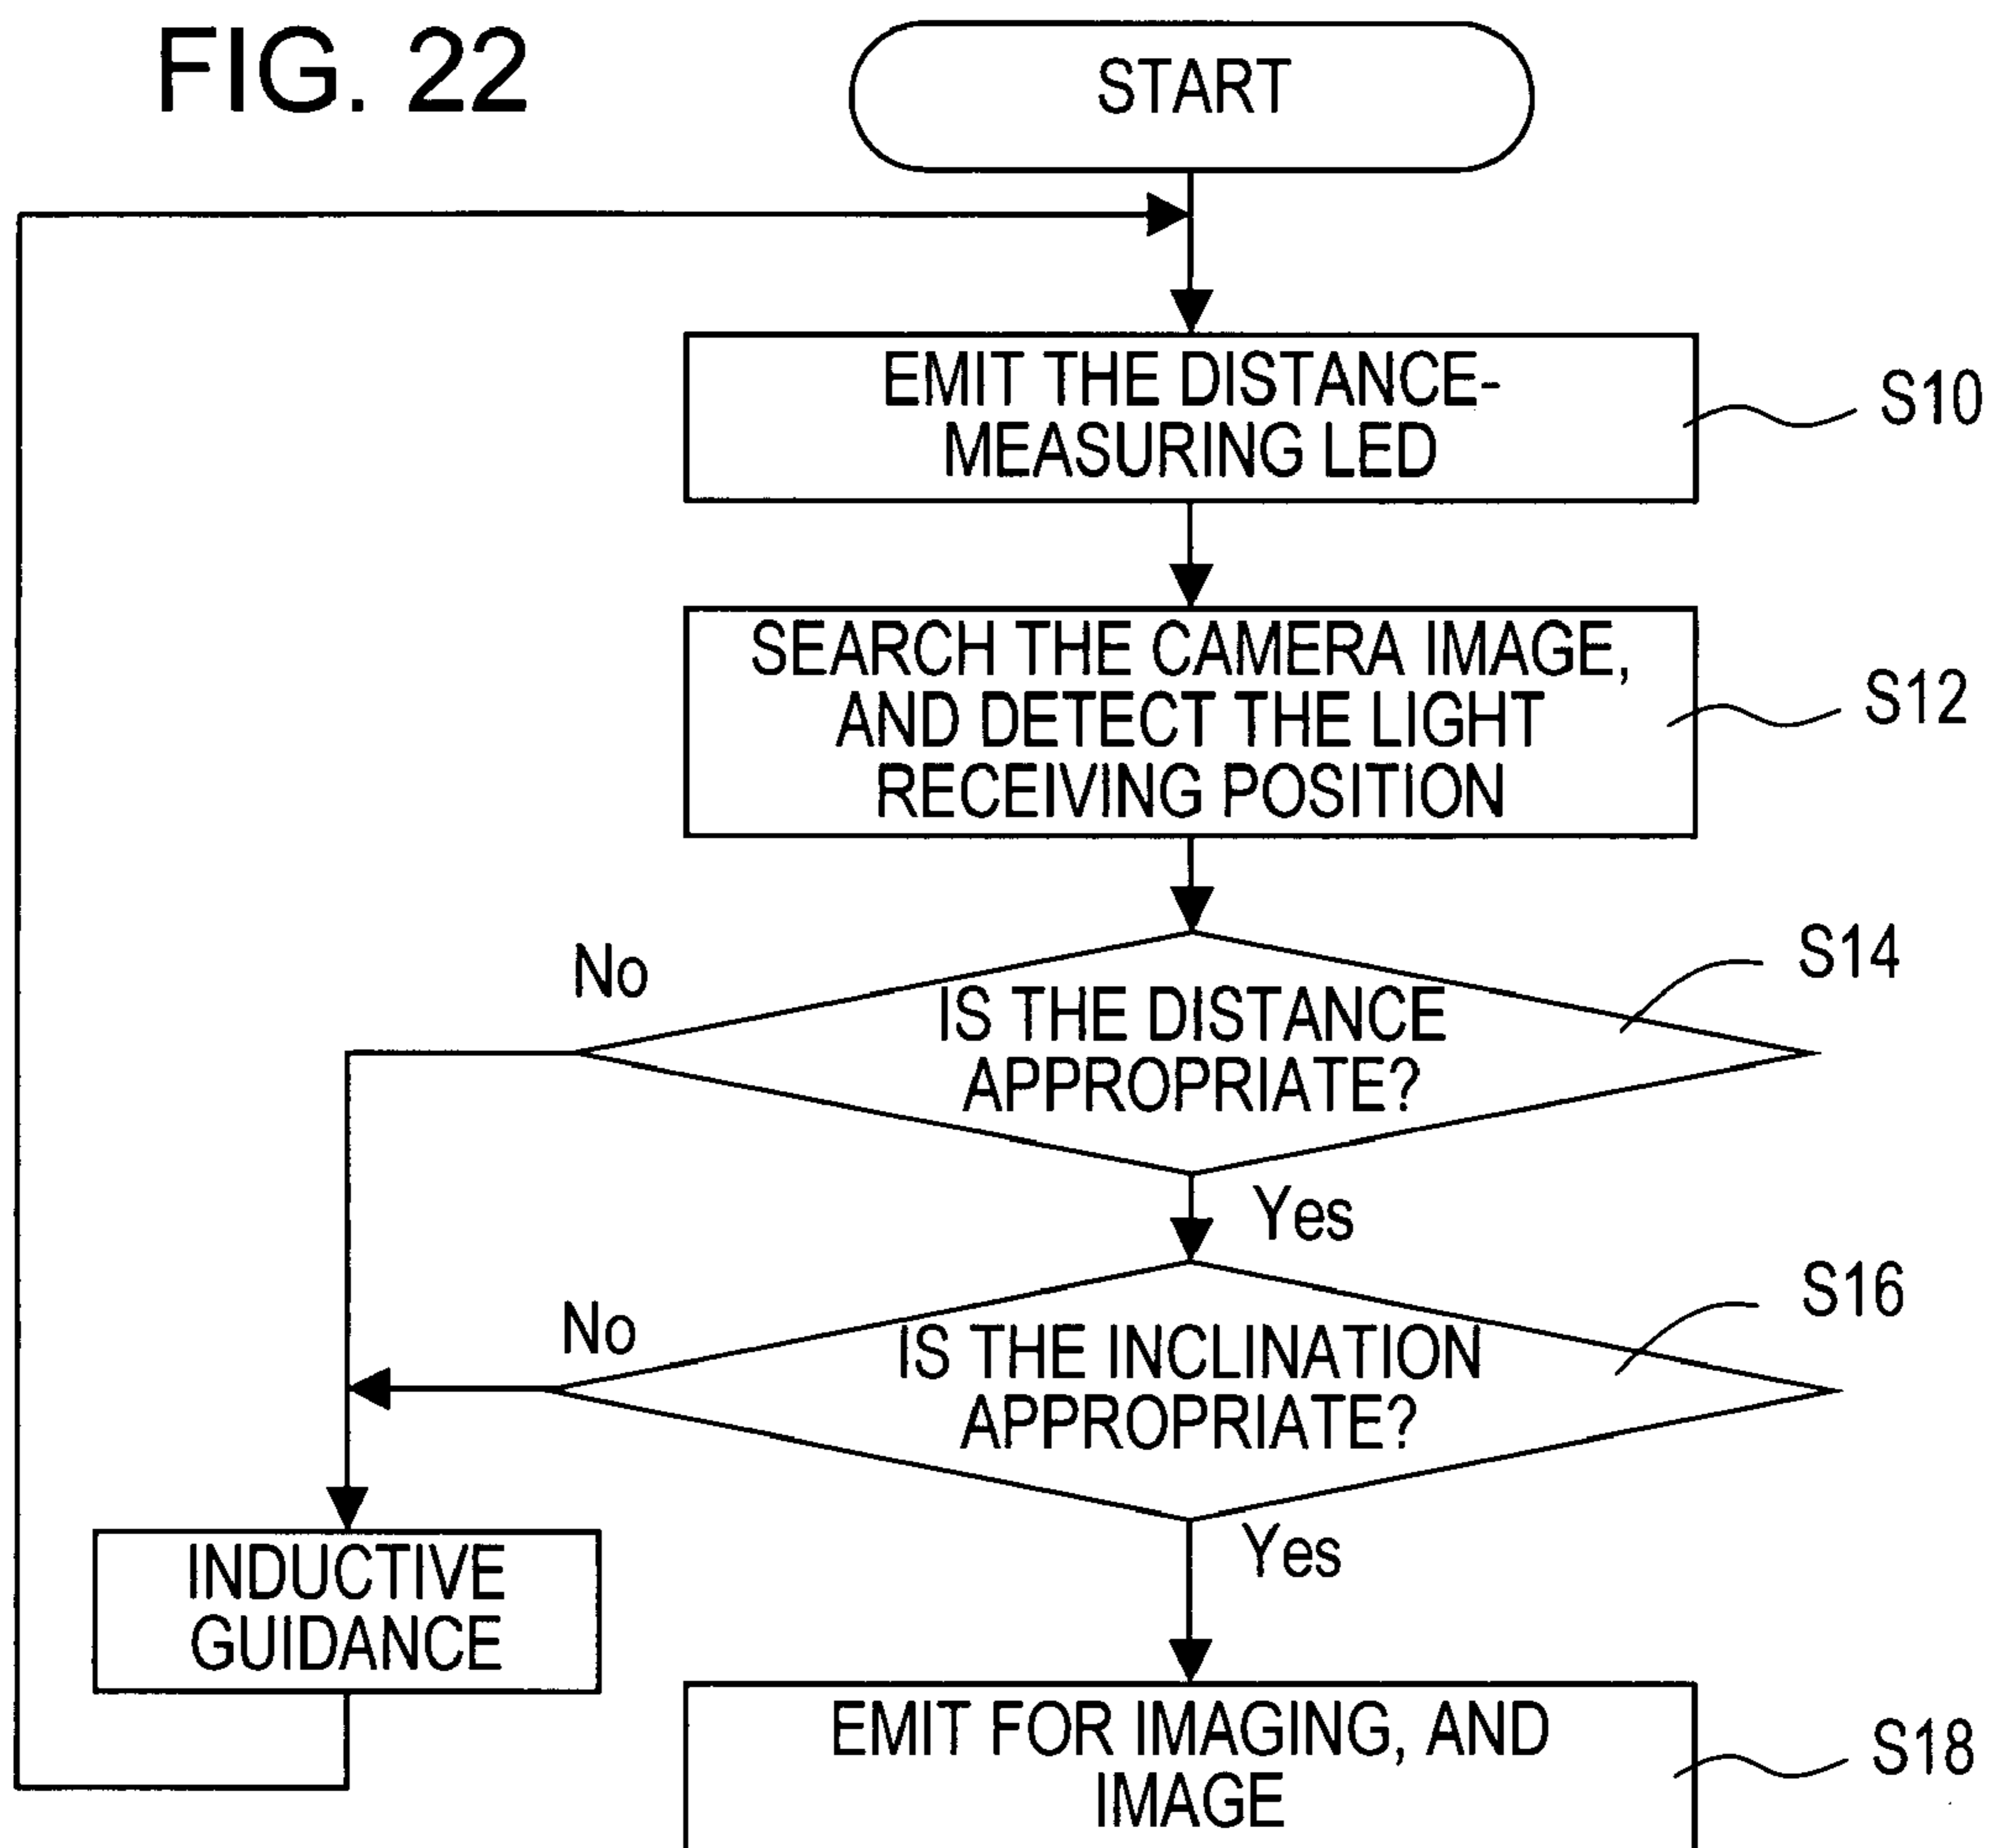 FIG. 22
START
EMIT THE DISTANCE-
MEASURING LED
S10
SEARCH THE CAMERA IMAGE,
AND DETECT THE LIGHT
RECEIVING POSITION
S12
No
IS THE DISTANCE
APPROPRIATE?
S14
Yes
No
IS THE INCLINATION
APPROPRIATE?
S16
Yes
INDUCTIVE
GUIDANCE
EMIT FOR IMAGING, AND
IMAGE
S18